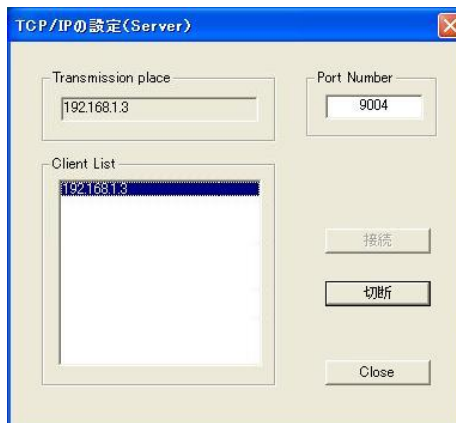 TCP/IPの設定(Server)
Transmission place
192.168.1.3
Port Number
9004
Client List
192.168.1.3
接続
切断
Close